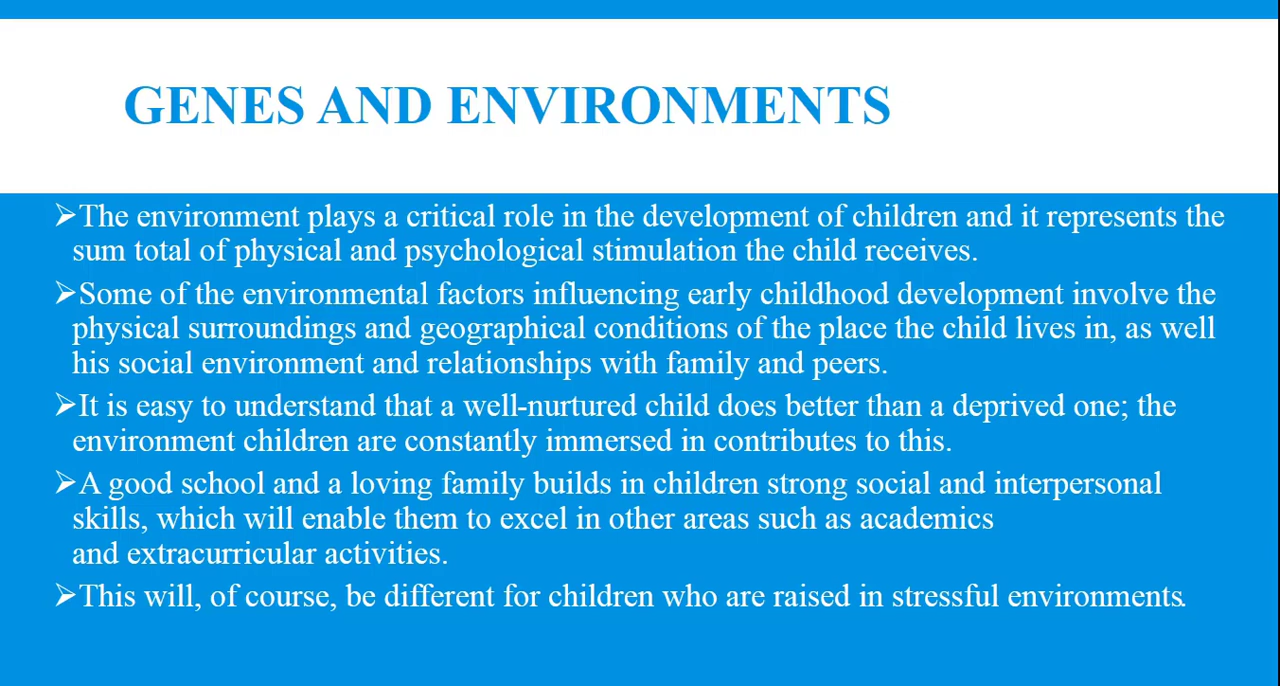 GENES AND ENVIRONMENTS
➢The environment plays a critical role in the development of children and it represents the
sum total of physical and psychological stimulation the child receives.
➢Some of the environmental factors influencing early childhood development involve the
physical surroundings and geographical conditions of the place the child lives in, as well
his social environment and relationships with family and peers.
➢It is easy to understand that a well-nurtured child does better than a deprived one; the
environment children are constantly immersed in contributes to this.
➢A good school and a loving family builds in children strong social and interpersonal
skills, which will enable them to excel in other areas such as academics
and extracurricular activities.
➢This will, of course, be different for children who are raised in stressful environments.